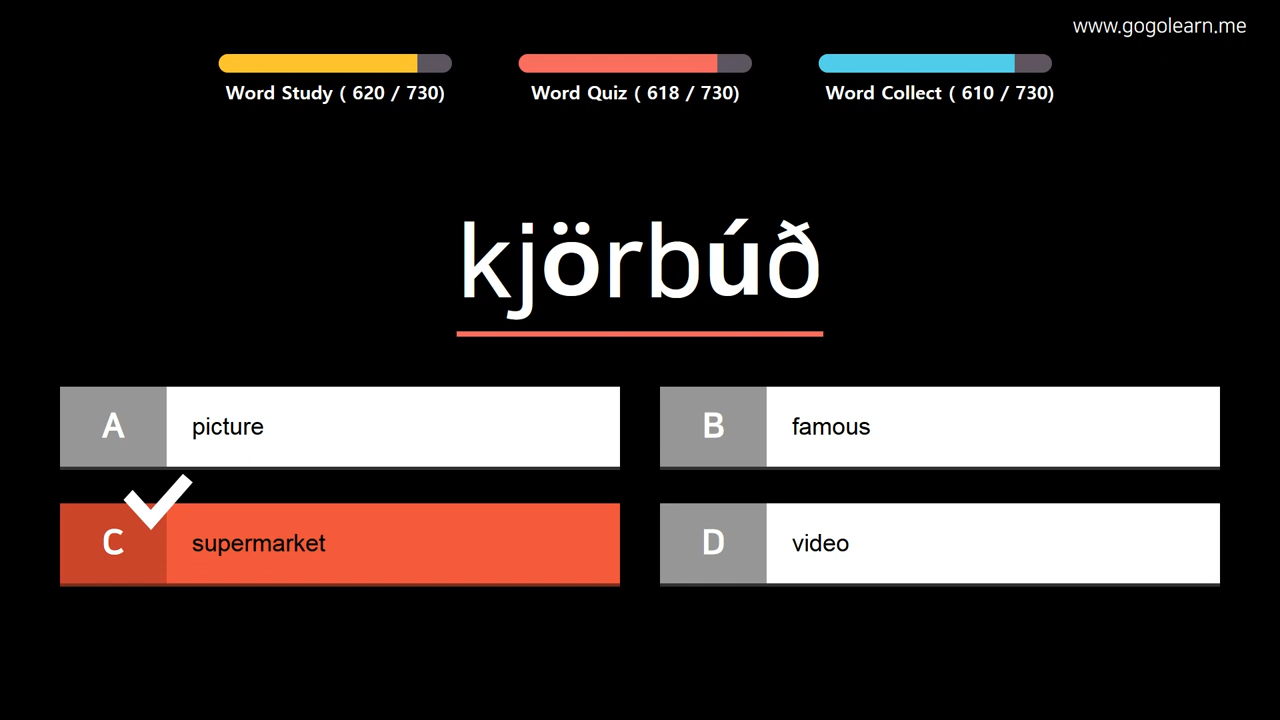 www.gogolearn.me
Word Study ( 620 / 730)
Word Quiz ( 618 / 730)
Word Collect ( 610 / 730)
kjörbúð
A picture
B famous
C supermarket
D video